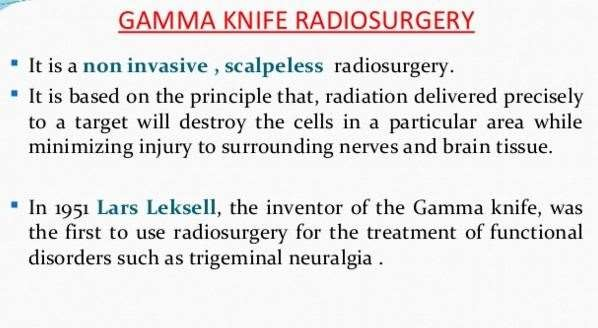 GAMMA KNIFE RADIOSURGERY
▪ It is a non invasive , scalpeless radiosurgery.
▪ It is based on the principle that, radiation delivered precisely
to a target will destroy the cells in a particular area while
minimizing injury to surrounding nerves and brain tissue.
▪ In 1951 Lars Leksell, the inventor of the Gamma knife, was
the first to use radiosurgery for the treatment of functional
disorders such as trigeminal neuralgia .